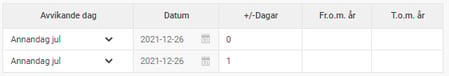 Avvikande dag Datum +/-Dagar Fr.o.m. år T.o.m. år
Annandag jul 2021-12-26 0
Annandag jul 2021-12-26 1